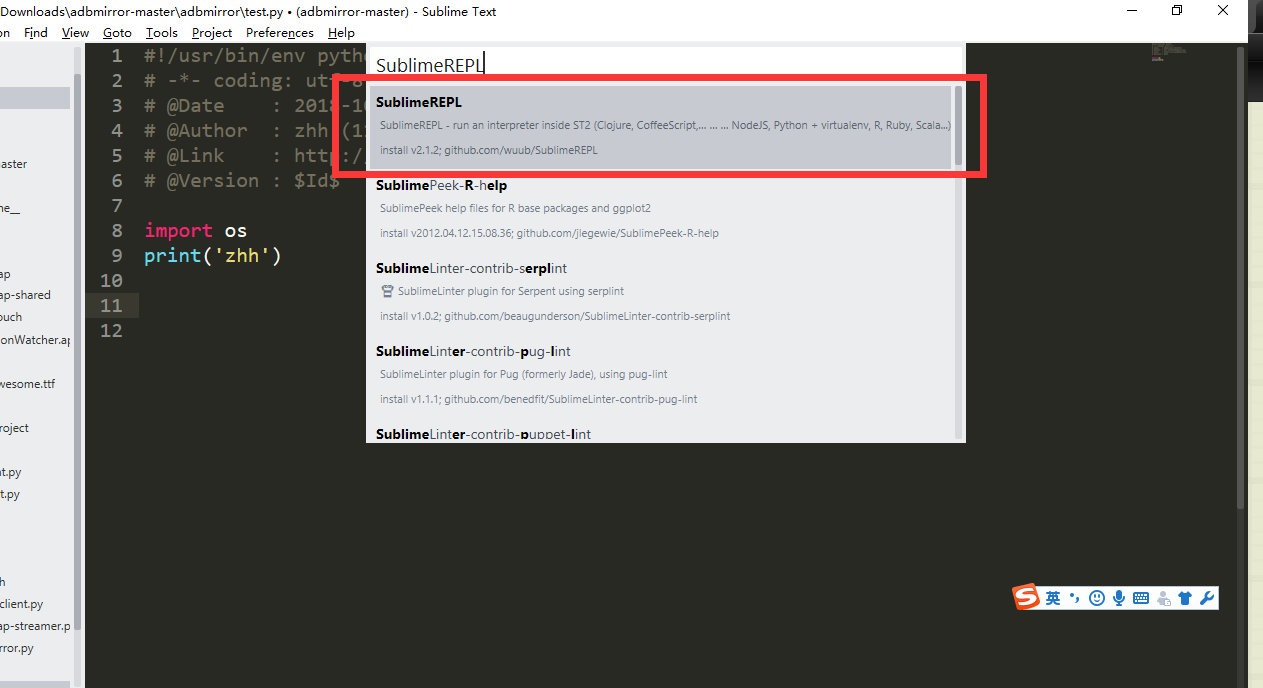 Downloads\adbmirror-master\adbmirror\test.py • (adbmirror-master) - Sublime Text
on Find View Goto Tools Project Preferences Help
SublimeREPL
SublimeREPL
SublimeREPL - run an interpreter inside ST2 (Clojure, CoffeeScript,... ... ... NodeJS, Python + virtualenv, R, Ruby, Scala...)
install v2.1.2; github.com/wuub/SublimeREPL
SublimePeek-R-help
SublimePeek help files for R base packages and ggplot2
install v2012.04.12.15.08.36; github.com/jlegewie/SublimePeek-R-help
SublimeLinter-contrib-serplint
SublimeLinter plugin for Serpent using serplint
install v1.0.2; github.com/beaugunderson/SublimeLinter-contrib-serplint
SublimeLinter-contrib-pug-lint
SublimeLinter plugin for Pug (formerly Jade), using pug-lint
install v1.1.1; github.com/benedfit/SublimeLinter-contrib-pug-lint
SublimeLinter-contrib-puppet-lint
1 #!/usr/bin/env pyth
2 # -*- coding: utf-8
3 # @Date : 2018-10
4 # @Author : zhh (1
5 # @Link : http:/
6 # @Version : $Id$
7
8 import os
9 print('zhh')
10
11
12
aster
ne__
ap
ap-shared
ouch
onWatcher.ap
wesome.ttf
roject
nt.py
t.py
h
client.py
ap-streamer.p
rror.py
S 英